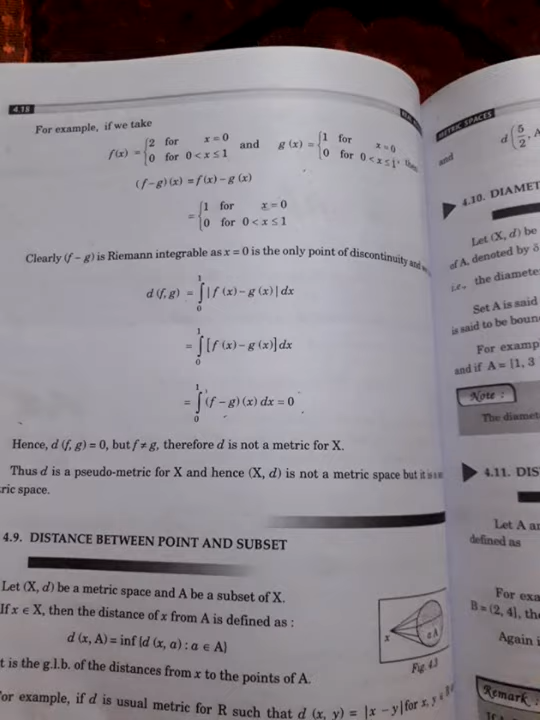 4.18
For example, if we take
f(x) = {2 for x = 0 and g (x) = {1 for x = 0
{0 for 0 < x ≤ 1 {0 for 0 < x ≤ 1, then
(f – g) (x) = f (x) – g (x)
= {1 for x = 0
{0 for 0 < x ≤ 1
Clearly (f – g) is Riemann integrable as x = 0 is the only point of discontinuity and
d (f, g) = ∫₀¹ | f (x) – g (x) | dx
= ∫₀¹ [f (x) – g (x)] dx
= ∫₀¹ (f – g) (x) dx = 0
Hence, d (f, g) = 0, but f ≠ g, therefore d is not a metric for X.
Thus d is a pseudo-metric for X and hence (X, d) is not a metric space but it is a
ric space.
4.9. DISTANCE BETWEEN POINT AND SUBSET
Let (X, d) be a metric space and A be a subset of X.
If x ∈ X, then the distance of x from A is defined as :
d (x, A) = inf {d (x, a) : a ∈ A}
t is the g.l.b. of the distances from x to the points of A.
or example, if d is usual metric for R such that d (x, y) = |x – y| for x, y ∈ R
x
a A
Fig. 4.3
METRIC SPACES
d (5/2, A
and
4.10. DIAMET
Let (X, d) be
of A, denoted by δ
i.e., the diamete
Set A is said
is said to be boun
For examp
and if A = [1, 3
Note :
The diamet
4.11. DIS
Let A an
defined as
For exa
B = (2, 4], the
Again i
Remark :